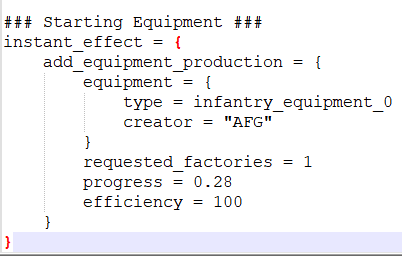 ### Starting Equipment ###
instant_effect = {
    add_equipment_production = {
        equipment = {
            type = infantry_equipment_0
            creator = "AFG"
        }
        requested_factories = 1
        progress = 0.28
        efficiency = 100
    }
}